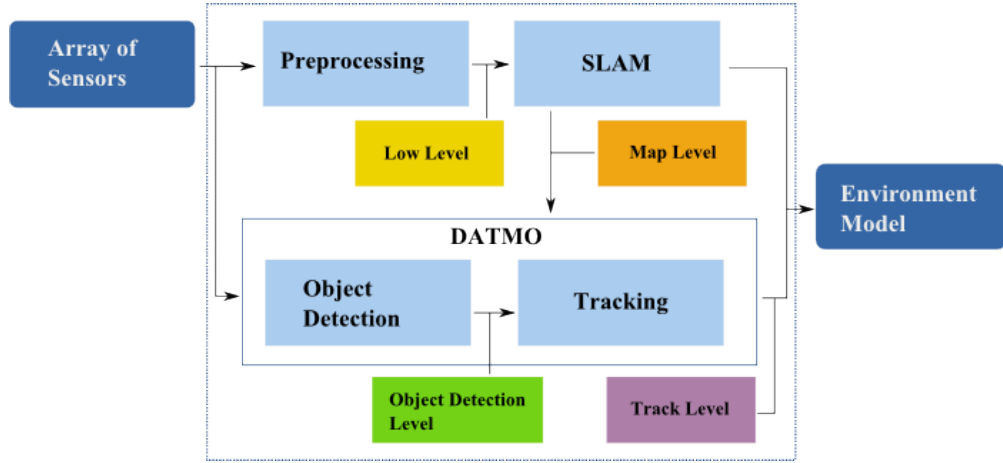 Array of
Sensors
Preprocessing
SLAM
Low Level
Map Level
Environment
Model
DATMO
Object
Detection
Tracking
Object Detection
Level
Track Level